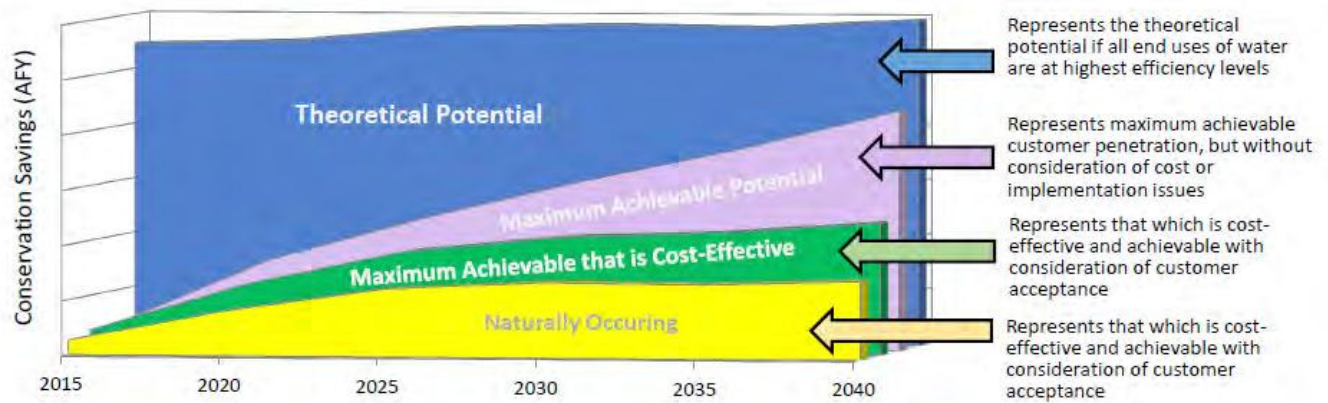 Conservation Savings (AFY)
Theoretical Potential
Maximum Achievable Potential
Maximum Achievable that is Cost-Effective
Naturally Occuring
2015 2020 2025 2030 2035 2040
Represents the theoretical
potential if all end uses of water
are at highest efficiency levels
Represents maximum achievable
customer penetration, but without
consideration of cost or
implementation issues
Represents that which is cost-
effective and achievable with
consideration of customer
acceptance
Represents that which is cost-
effective and achievable with
consideration of customer
acceptance